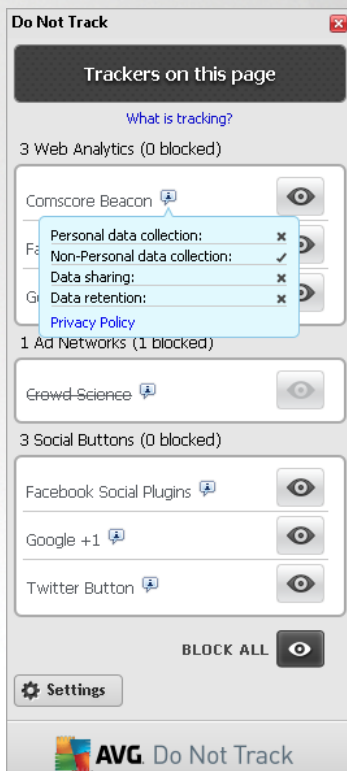 Do Not Track
Trackers on this page
What is tracking?
3 Web Analytics (0 blocked)
Comscore Beacon
Personal data collection:
Non-Personal data collection:
Data sharing:
Data retention:
Privacy Policy
1 Ad Networks (1 blocked)
Crowd Science
3 Social Buttons (0 blocked)
Facebook Social Plugins
Google +1
Twitter Button
BLOCK ALL
Settings
AVG. Do Not Track